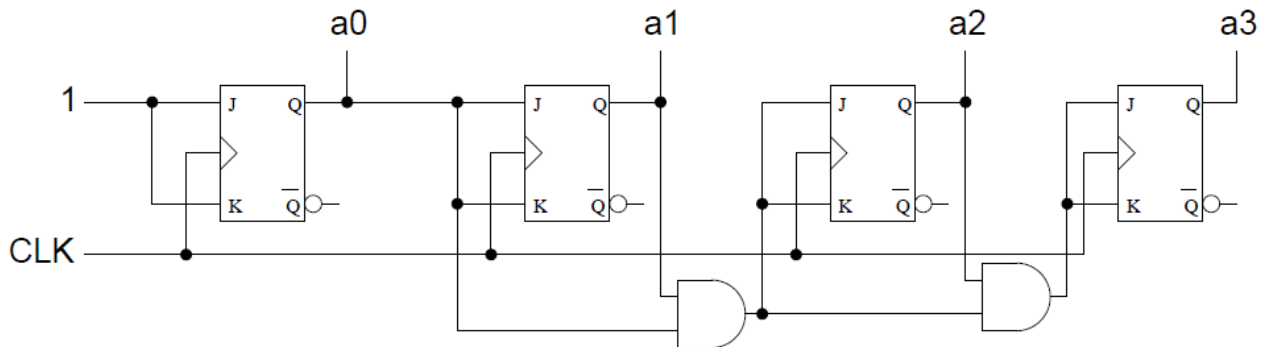 a0 a1 a2 a3
1 J Q J Q J Q J Q
K Q K Q K Q K Q
CLK